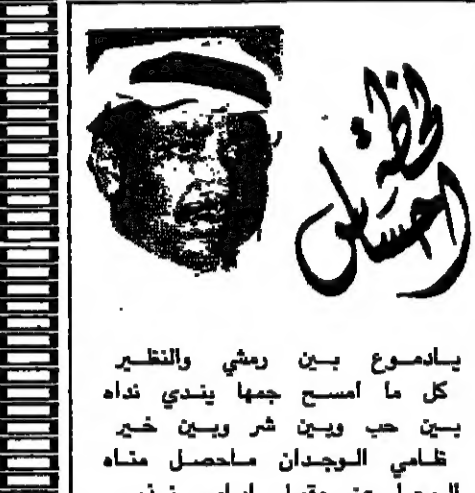 لحظة
احساس
يادموع بين رمشي والنظير
كل ما امسح جمها يندي نداه
بين حب وبين شر وبين خير
ظامي الوجدان ماحصل مناه